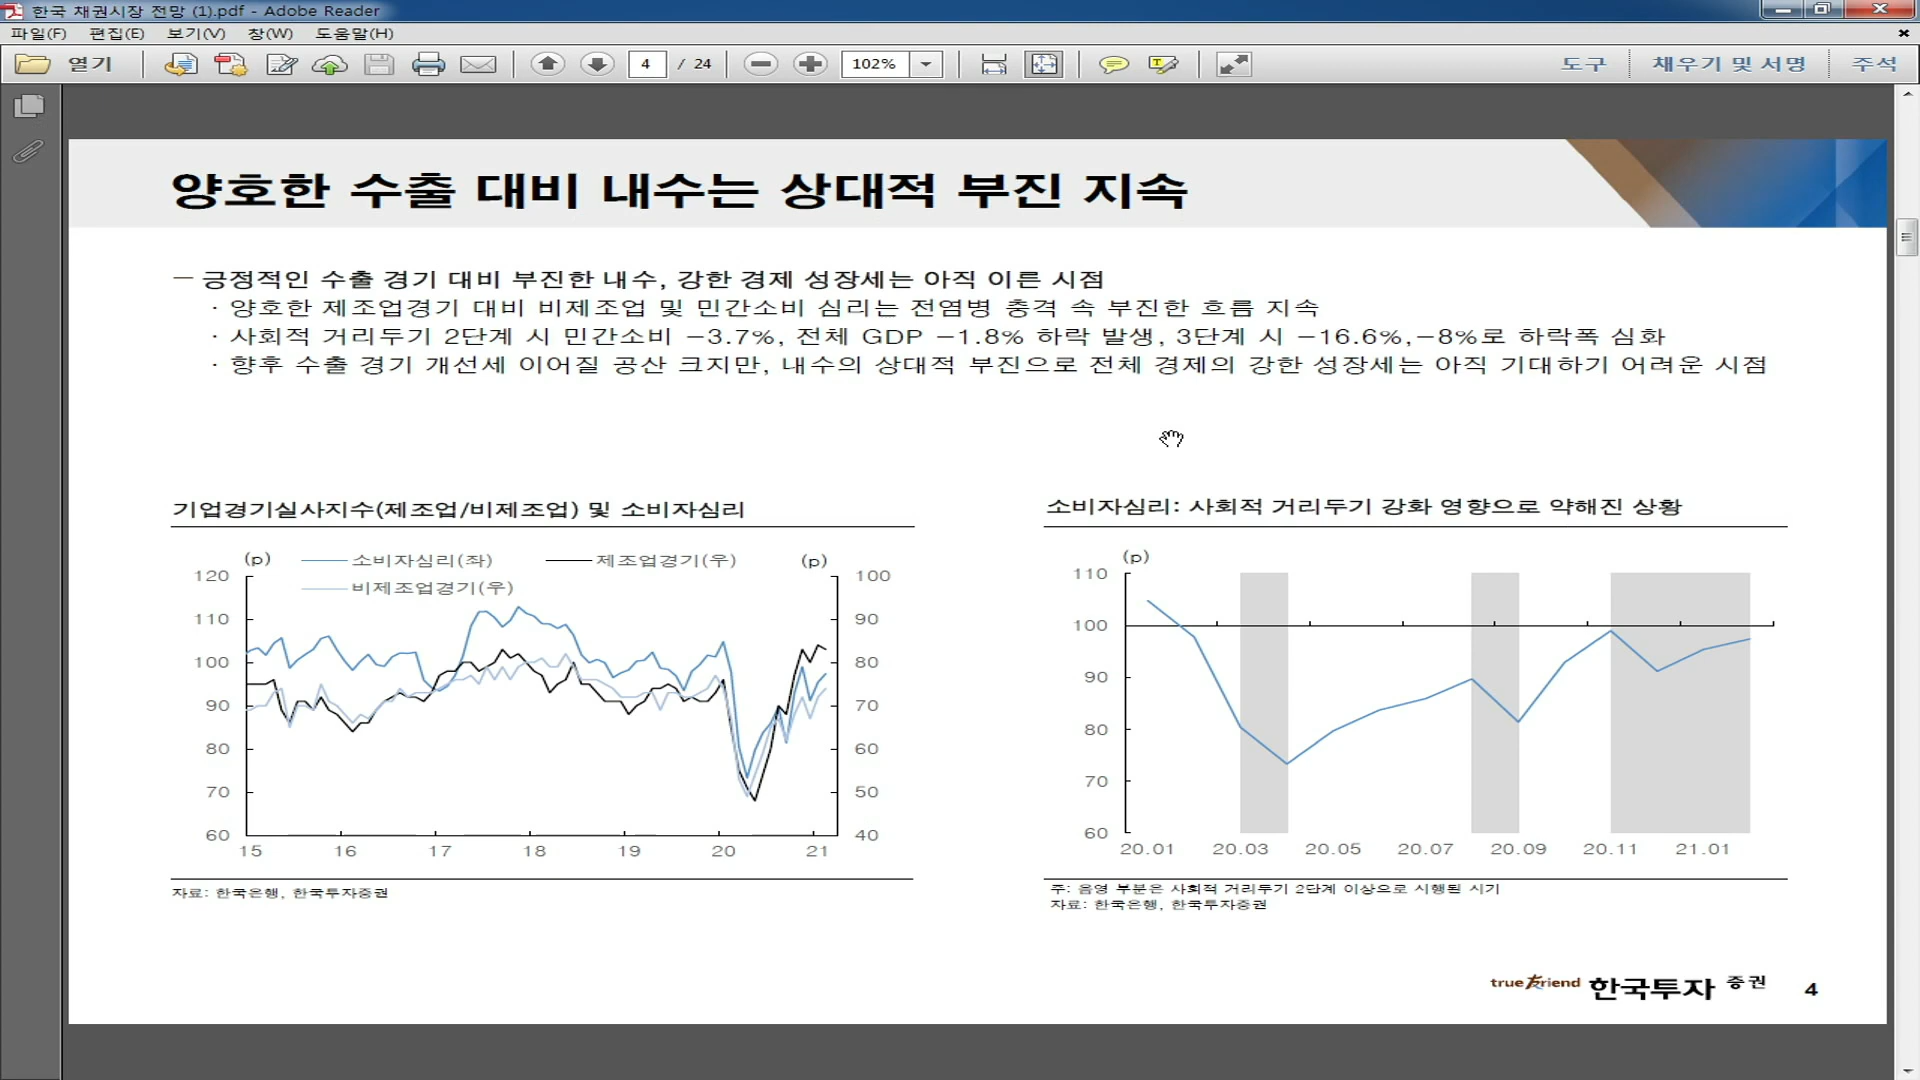 한국 채권시장 전망 (1).pdf - Adobe Reader
파일(F) 편집(E) 보기(V) 창(W) 도움말(H)
열기 4 / 24 102% 도구 채우기 및 서명 주석
양호한 수출 대비 내수는 상대적 부진 지속
− 긍정적인 수출 경기 대비 부진한 내수, 강한 경제 성장세는 아직 이른 시점
· 양호한 제조업경기 대비 비제조업 및 민간소비 심리는 전염병 충격 속 부진한 흐름 지속
· 사회적 거리두기 2단계 시 민간소비 −3.7%, 전체 GDP −1.8% 하락 발생, 3단계 시 −16.6%,−8%로 하락폭 심화
· 향후 수출 경기 개선세 이어질 공산 크지만, 내수의 상대적 부진으로 전체 경제의 강한 성장세는 아직 기대하기 어려운 시점
기업경기실사지수(제조업/비제조업) 및 소비자심리
(p) 소비자심리(좌) 제조업경기(우) (p)
비제조업경기(우)
120 100
110 90
100 80
90 70
80 60
70 50
60 40
15 16 17 18 19 20 21
자료: 한국은행, 한국투자증권
소비자심리: 사회적 거리두기 강화 영향으로 약해진 상황
(p)
110
100
90
80
70
60
20.01 20.03 20.05 20.07 20.09 20.11 21.01
주: 음영 부분은 사회적 거리두기 2단계 이상으로 시행된 시기
자료: 한국은행, 한국투자증권
true friend 한국투자 증권 4